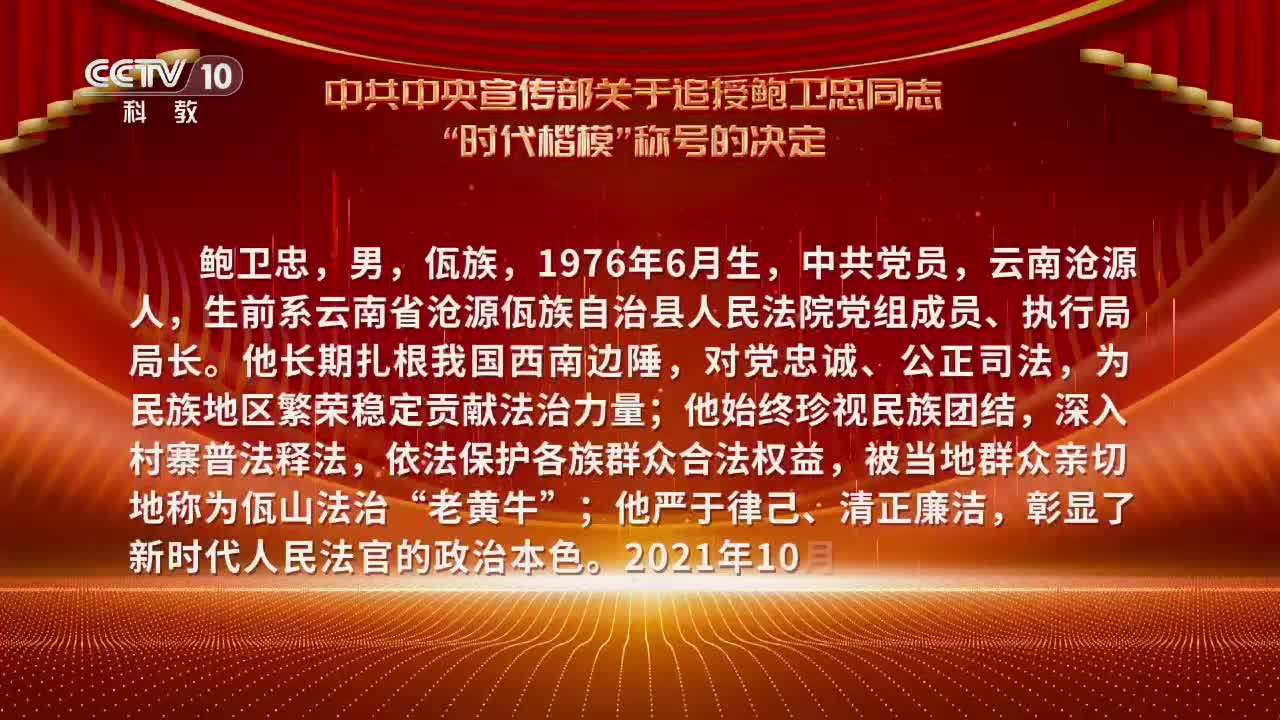 CCTV 10
科教
中共中央宣传部关于追授鲍卫忠同志
“时代楷模”称号的决定
鲍卫忠，男，佤族，1976年6月生，中共党员，云南沧源
人，生前系云南省沧源佤族自治县人民法院党组成员、执行局
局长。他长期扎根我国西南边陲，对党忠诚、公正司法，为
民族地区繁荣稳定贡献法治力量；他始终珍视民族团结，深入
村寨普法释法，依法保护各族群众合法权益，被当地群众亲切
地称为佤山法治“老黄牛”；他严于律己、清正廉洁，彰显了
新时代人民法官的政治本色。2021年10月